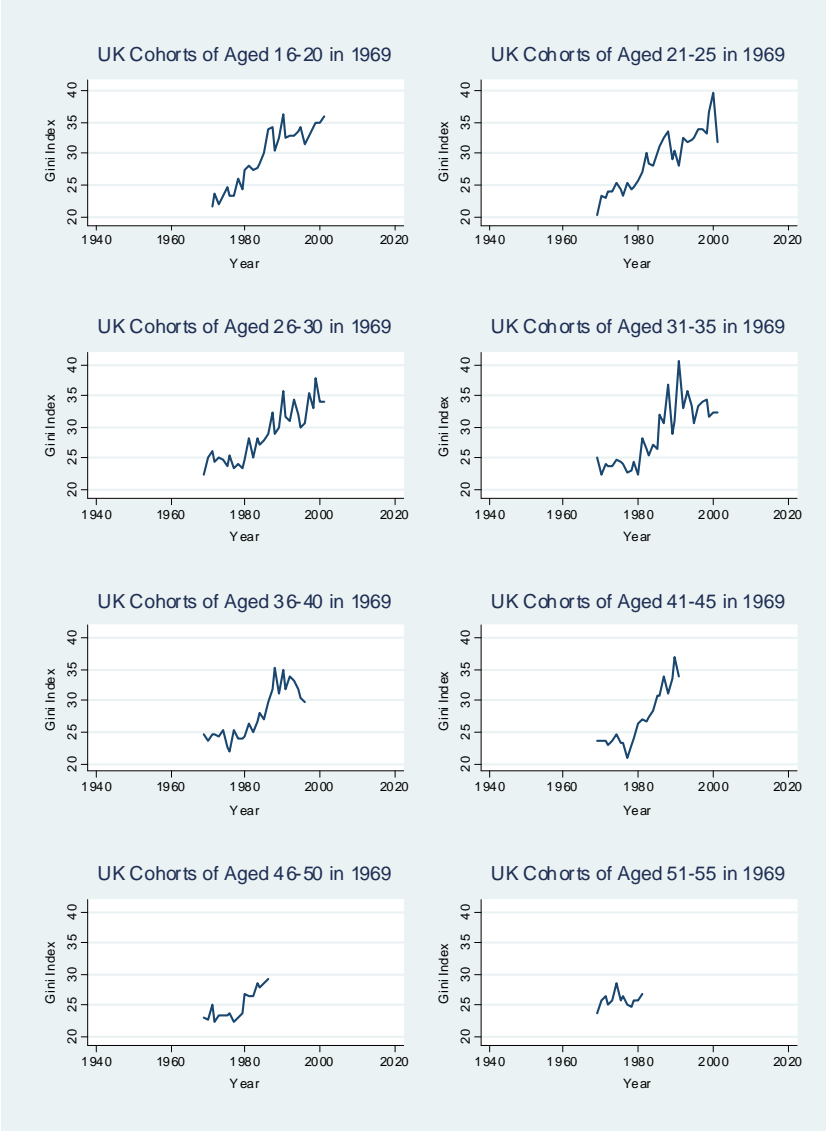 UK Cohorts of Aged 16-20 in 1969
Gini Index
40
35
30
25
20
1940 1960 1980 2000 2020
Year
UK Cohorts of Aged 21-25 in 1969
Gini Index
40
35
30
25
20
1940 1960 1980 2000 2020
Year
UK Cohorts of Aged 26-30 in 1969
Gini Index
40
35
30
25
20
1940 1960 1980 2000 2020
Year
UK Cohorts of Aged 31-35 in 1969
Gini Index
40
35
30
25
20
1940 1960 1980 2000 2020
Year
UK Cohorts of Aged 36-40 in 1969
Gini Index
40
35
30
25
20
1940 1960 1980 2000 2020
Year
UK Cohorts of Aged 41-45 in 1969
Gini Index
40
35
30
25
20
1940 1960 1980 2000 2020
Year
UK Cohorts of Aged 46-50 in 1969
Gini Index
40
35
30
25
20
1940 1960 1980 2000 2020
Year
UK Cohorts of Aged 51-55 in 1969
Gini Index
40
35
30
25
20
1940 1960 1980 2000 2020
Year